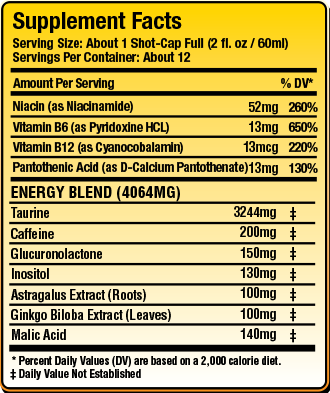 Supplement Facts
Serving Size: About 1 Shot-Cap Full (2 fl. oz / 60ml)
Servings Per Container: About 12
Amount Per Serving % DV*
Niacin (as Niacinamide) 52mg 260%
Vitamin B6 (as Pyridoxine HCL) 13mg 650%
Vitamin B12 (as Cyanocobalamin) 13mcg 220%
Pantothenic Acid (as D-Calcium Pantothenate) 13mg 130%
ENERGY BLEND (4064MG)
Taurine 3244mg ‡
Caffeine 200mg ‡
Glucuronolactone 150mg ‡
Inositol 130mg ‡
Astragalus Extract (Roots) 100mg ‡
Ginkgo Biloba Extract (Leaves) 100mg ‡
Malic Acid 140mg ‡
* Percent Daily Values (DV) are based on a 2,000 calorie diet.
‡ Daily Value Not Established